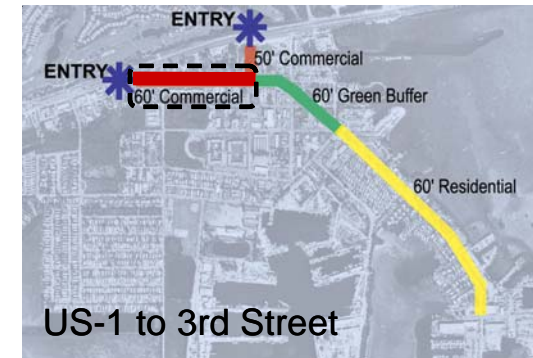 ENTRY
50' Commercial
ENTRY
60' Commercial
60' Green Buffer
60' Residential
US-1 to 3rd Street